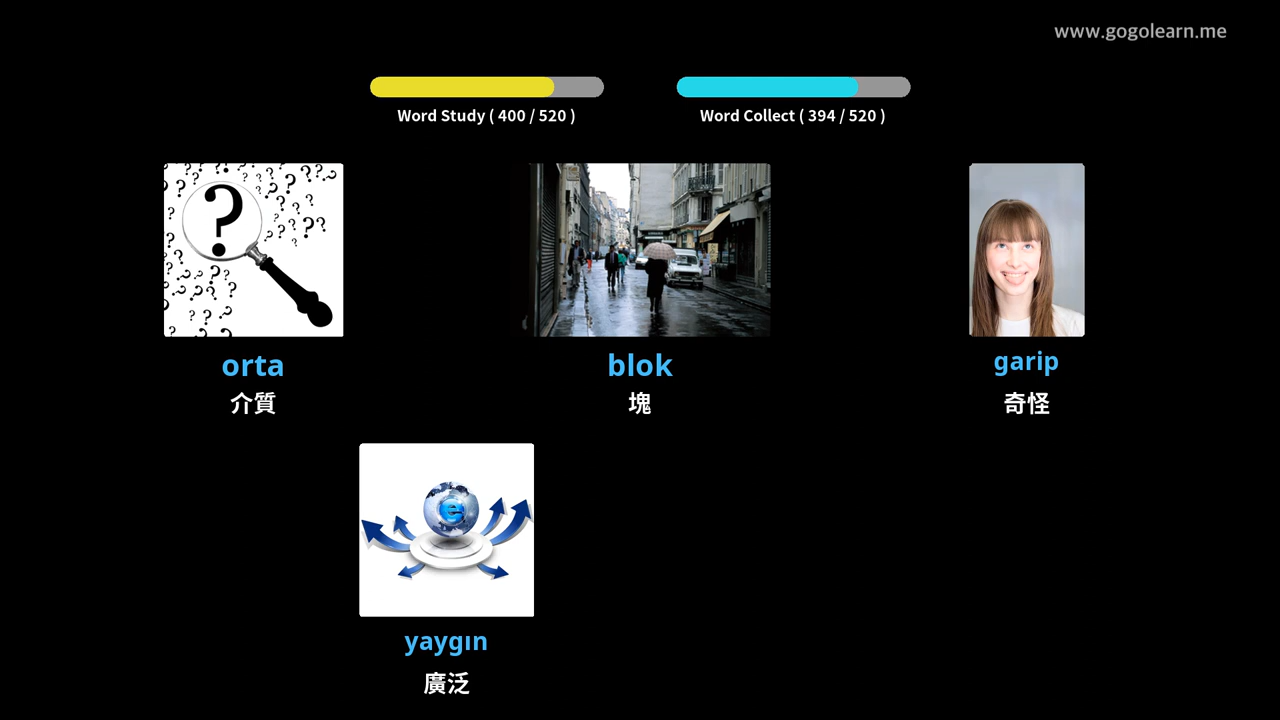 www.gogolearn.me
Word Study ( 400 / 520 )
Word Collect ( 394 / 520 )
orta
介質
blok
塊
garip
奇怪
yaygın
廣泛